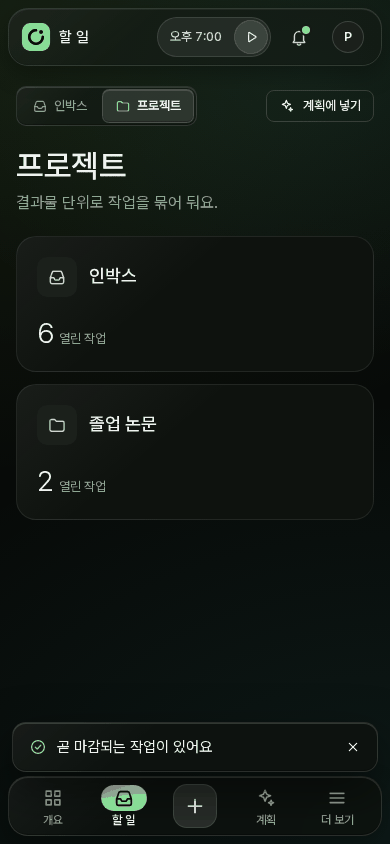 할 일
오후 7:00
P
인박스
프로젝트
계획에 넣기
프로젝트
결과물 단위로 작업을 묶어 둬요.
인박스
6 열린 작업
졸업 논문
2 열린 작업
곧 마감되는 작업이 있어요
개요
할 일
계획
더 보기